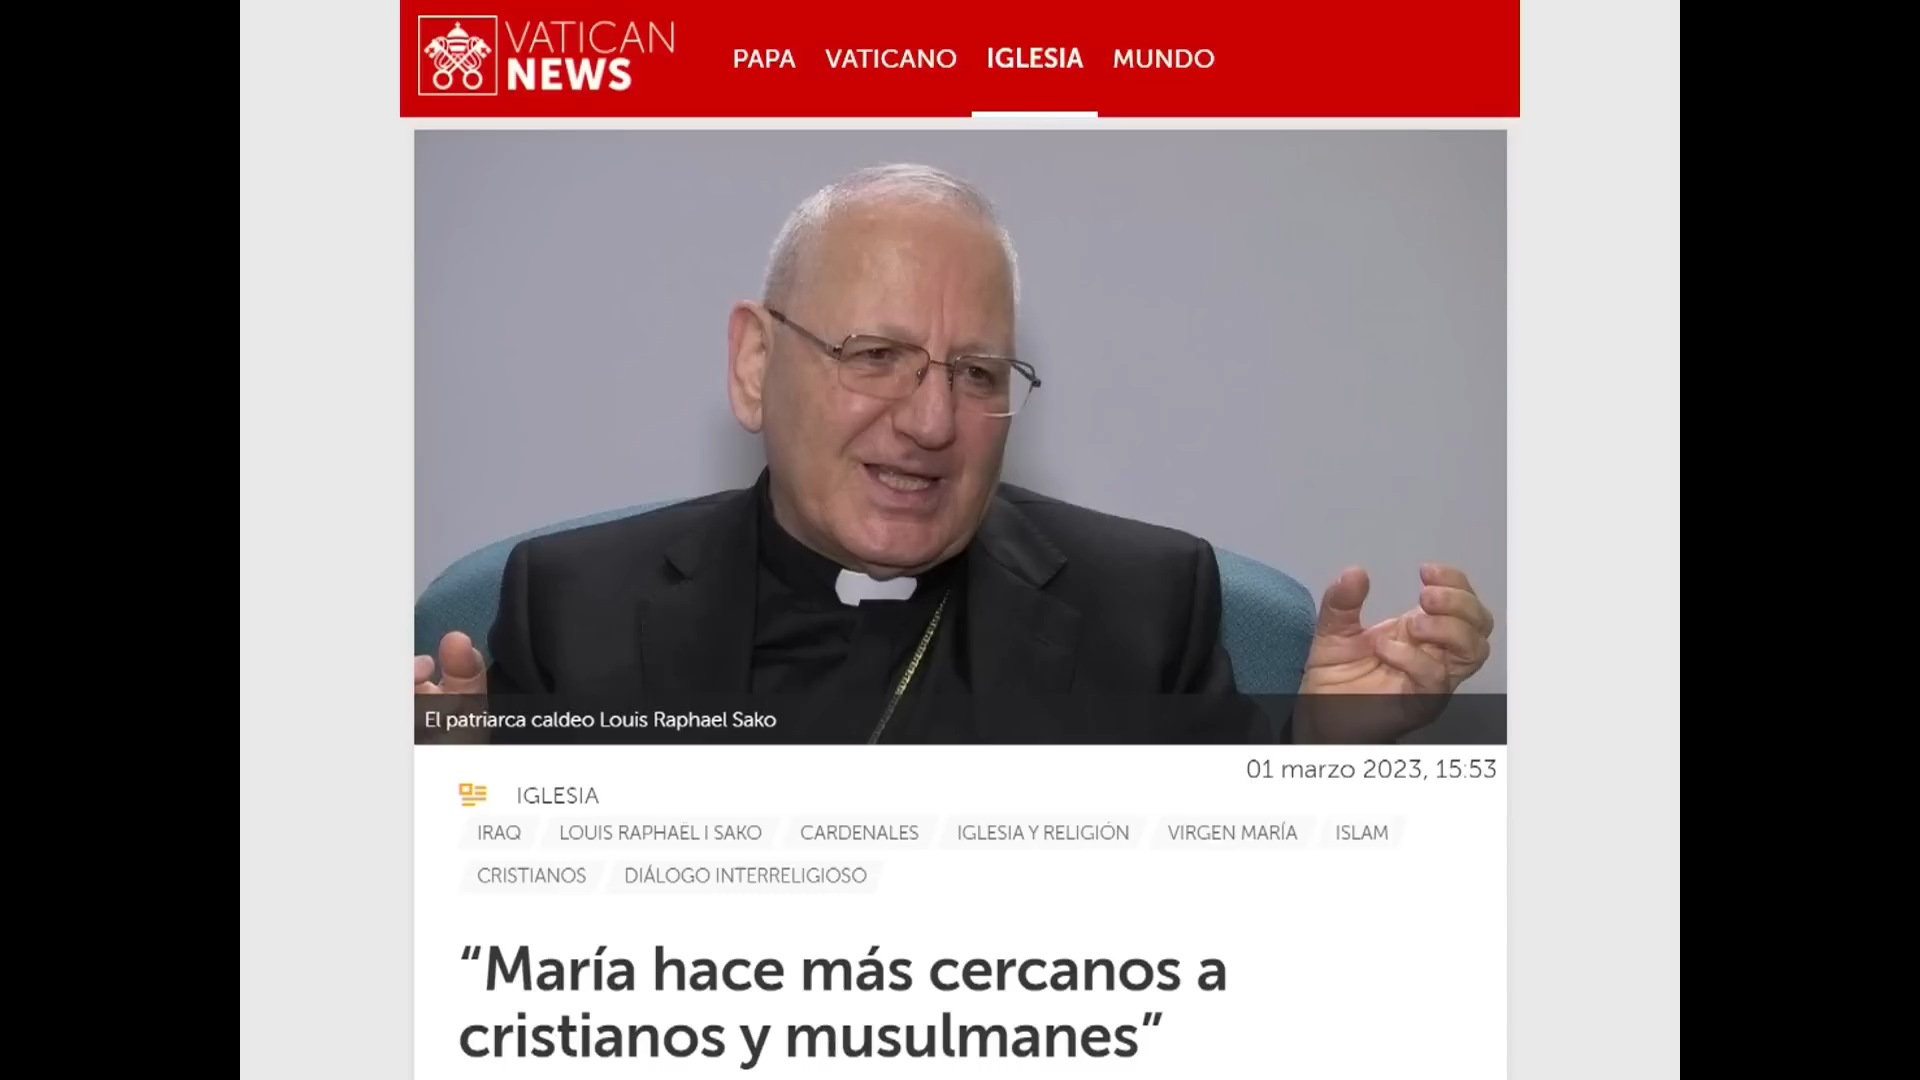 VATICAN
NEWS
PAPA VATICANO IGLESIA MUNDO
El patriarca caldeo Louis Raphael Sako
01 marzo 2023, 15:53
IGLESIA
IRAQ LOUIS RAPHAËL I SAKO CARDENALES IGLESIA Y RELIGIÓN VIRGEN MARÍA ISLAM
CRISTIANOS DIÁLOGO INTERRELIGIOSO
“María hace más cercanos a
cristianos y musulmanes”